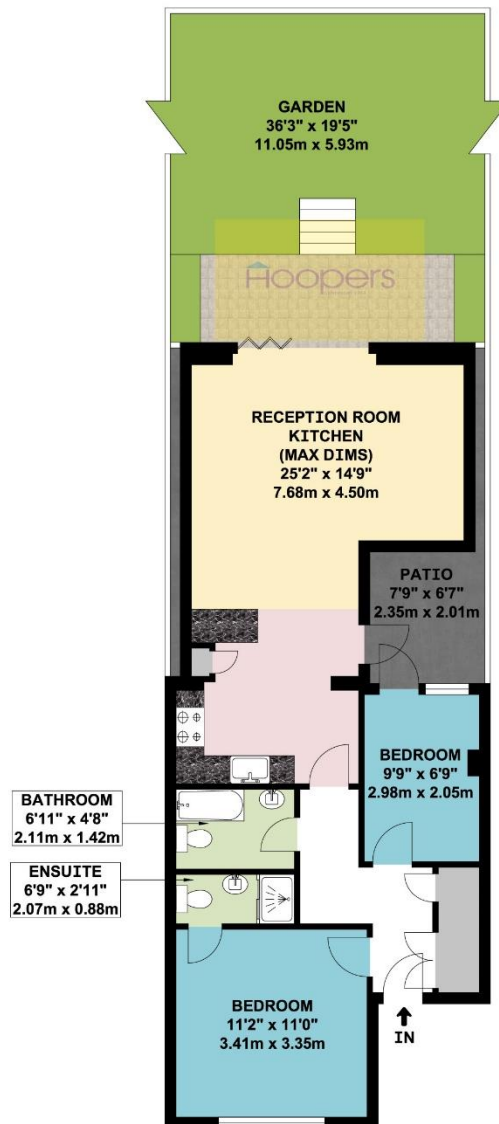 GARDEN
36'3" x 19'5"
11.05m x 5.93m
Hoopers
RECEPTION ROOM
KITCHEN
(MAX DIMS)
25'2" x 14'9"
7.68m x 4.50m
PATIO
7'9" x 6'7"
2.35m x 2.01m
BEDROOM
9'9" x 6'9"
2.98m x 2.05m
BATHROOM
6'11" x 4'8"
2.11m x 1.42m
ENSUITE
6'9" x 2'11"
2.07m x 0.88m
BEDROOM
11'2" x 11'0"
3.41m x 3.35m
IN